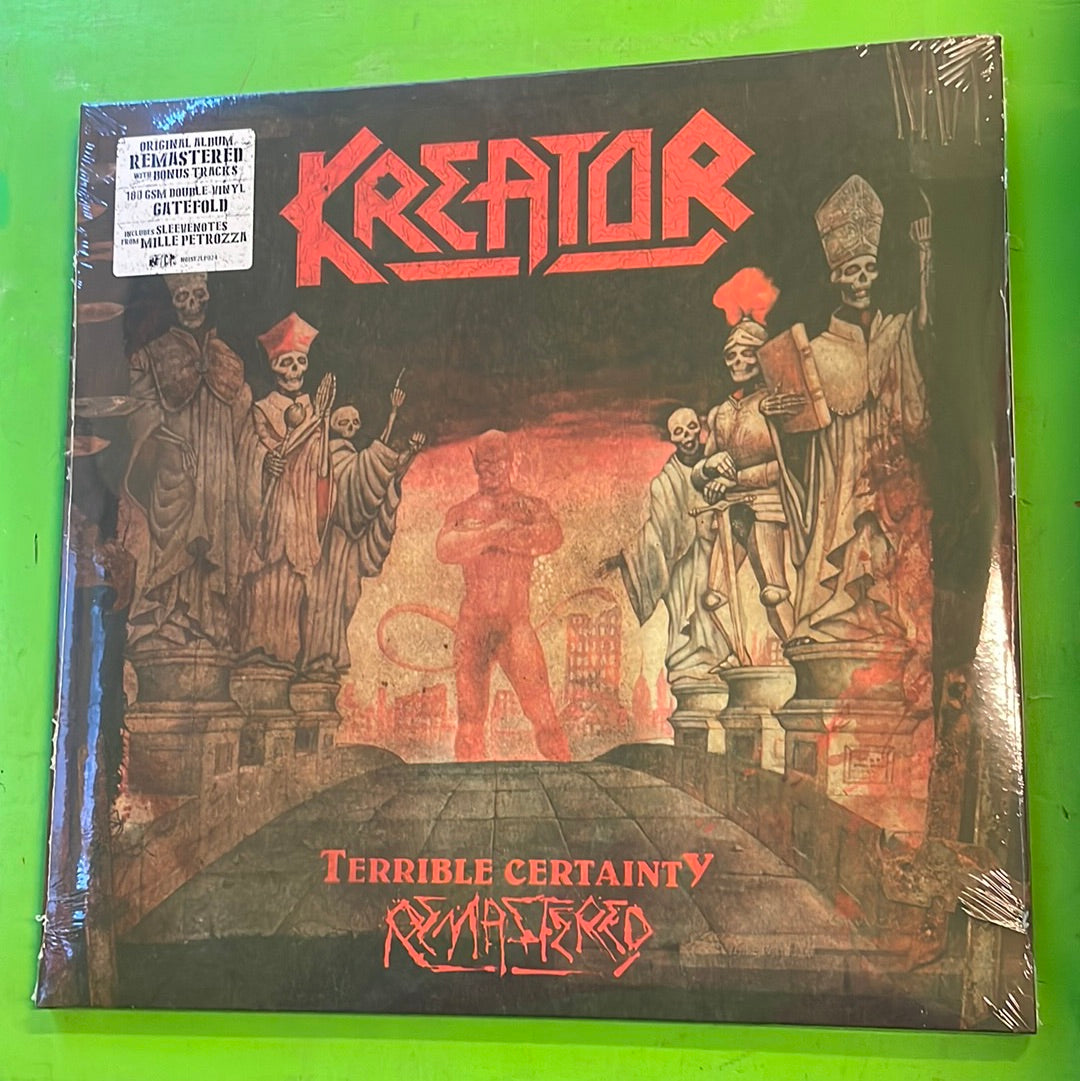 ORIGINAL ALBUM
REMASTERED
WITH BONUS TRACKS
180 GSM DOUBLE-VINYL
GATEFOLD
INCLUDES SLEEVENOTES
FROM MILLE PETROZZA
NOISE2LP024
KREATOR
TERRIBLE CERTAINTY
REMASTERED